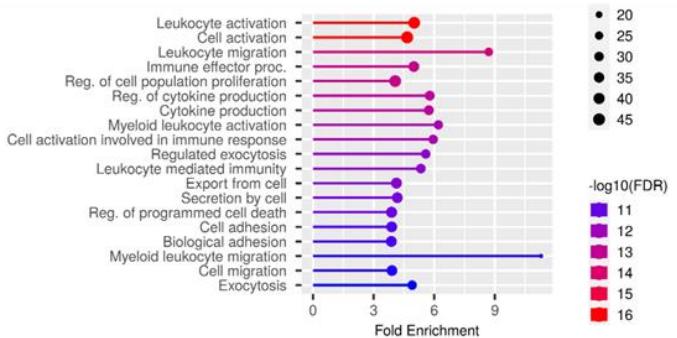 Leukocyte activation
Cell activation
Leukocyte migration
Immune effector proc.
Reg. of cell population proliferation
Reg. of cytokine production
Cytokine production
Myeloid leukocyte activation
Cell activation involved in immune response
Regulated exocytosis
Leukocyte mediated immunity
Export from cell
Secretion by cell
Reg. of programmed cell death
Cell adhesion
Biological adhesion
Myeloid leukocyte migration
Cell migration
Exocytosis
0 3 6 9
Fold Enrichment
20
25
30
35
40
45
-log10(FDR)
11
12
13
14
15
16